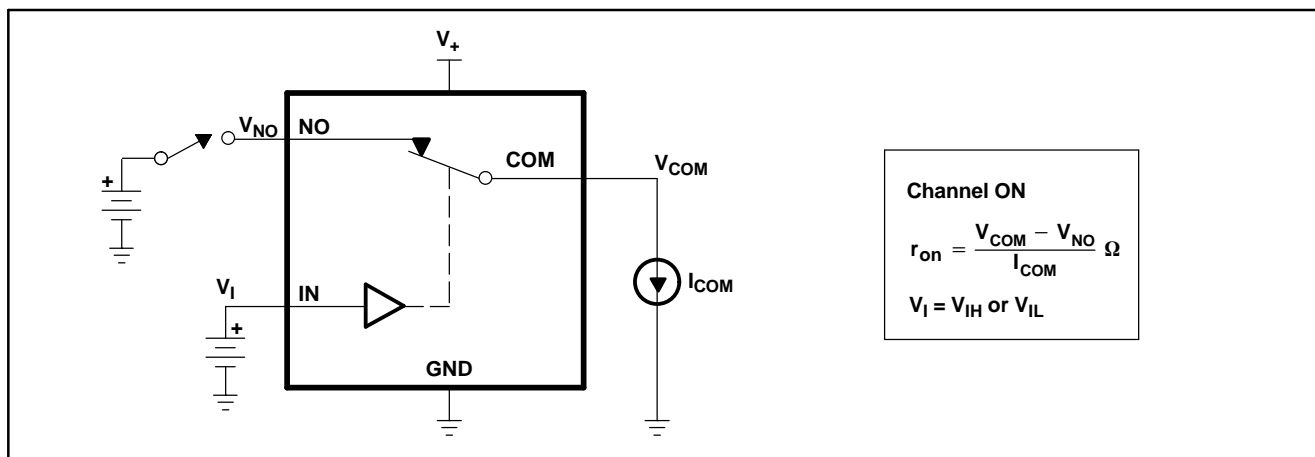 V+
VNO
NO
COM
VCOM
+
VI
IN
ICOM
+
GND
Channel ON
ron = VCOM − VNO / ICOM Ω
VI = VIH or VIL